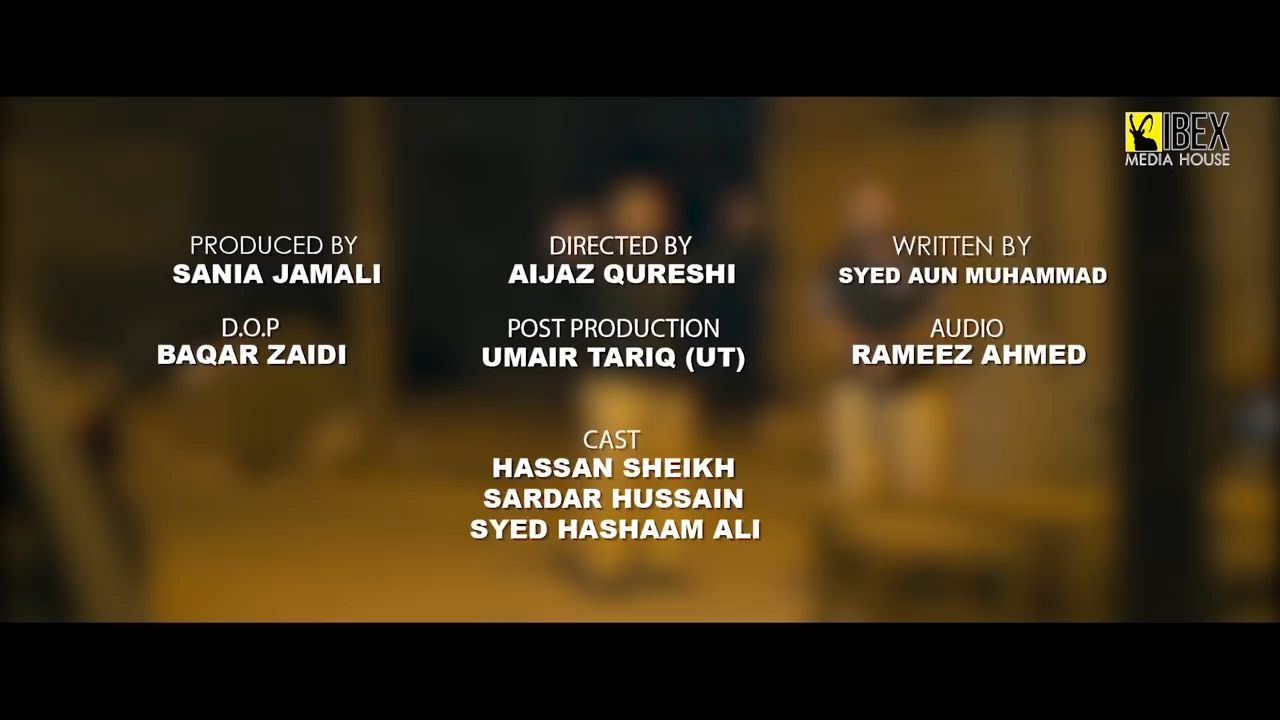 IBEX
MEDIA HOUSE
PRODUCED BY
SANIA JAMALI
DIRECTED BY
AIJAZ QURESHI
WRITTEN BY
SYED AUN MUHAMMAD
D.O.P
BAQAR ZAIDI
POST PRODUCTION
UMAIR TARIQ (UT)
AUDIO
RAMEEZ AHMED
CAST
HASSAN SHEIKH
SARDAR HUSSAIN
SYED HASHAAM ALI